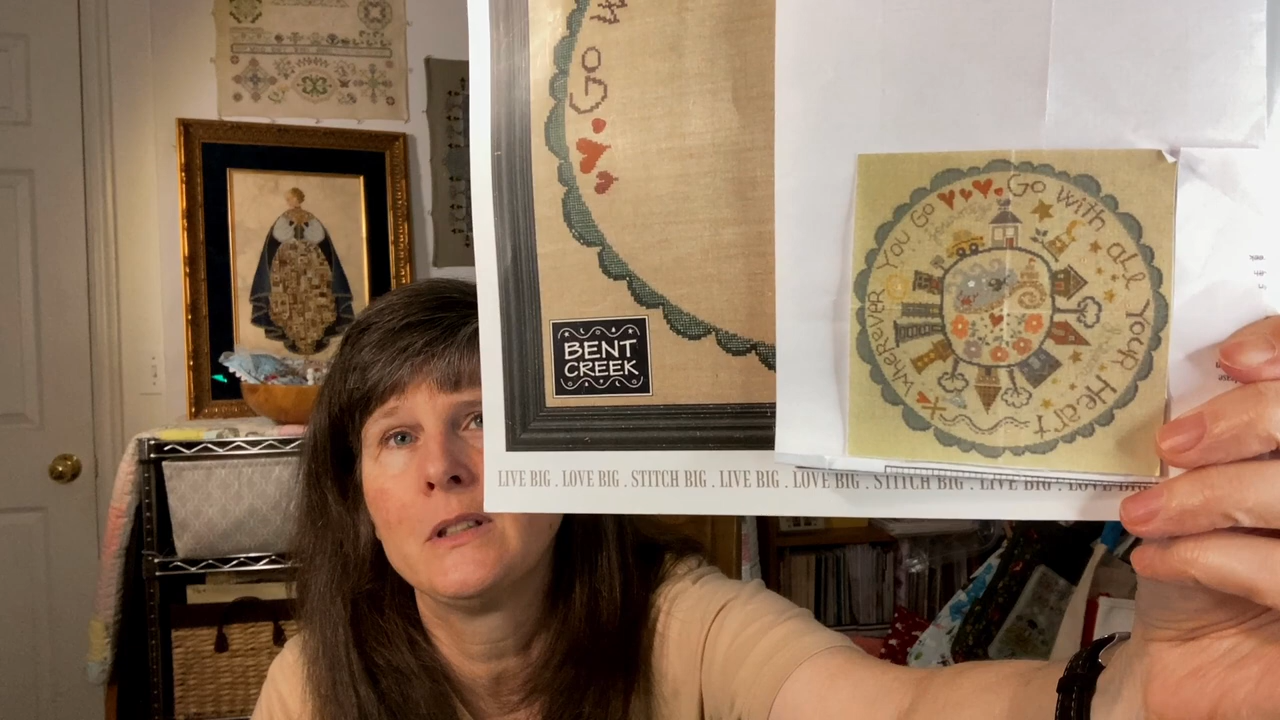 Go W
BENT
CREEK
Wherever You Go Go With all Your Heart
LIVE BIG . LOVE BIG . STITCH BIG . LIVE BIG . LOVE BIG . STITCH BIG . LIVE BIG . LOVE BIG